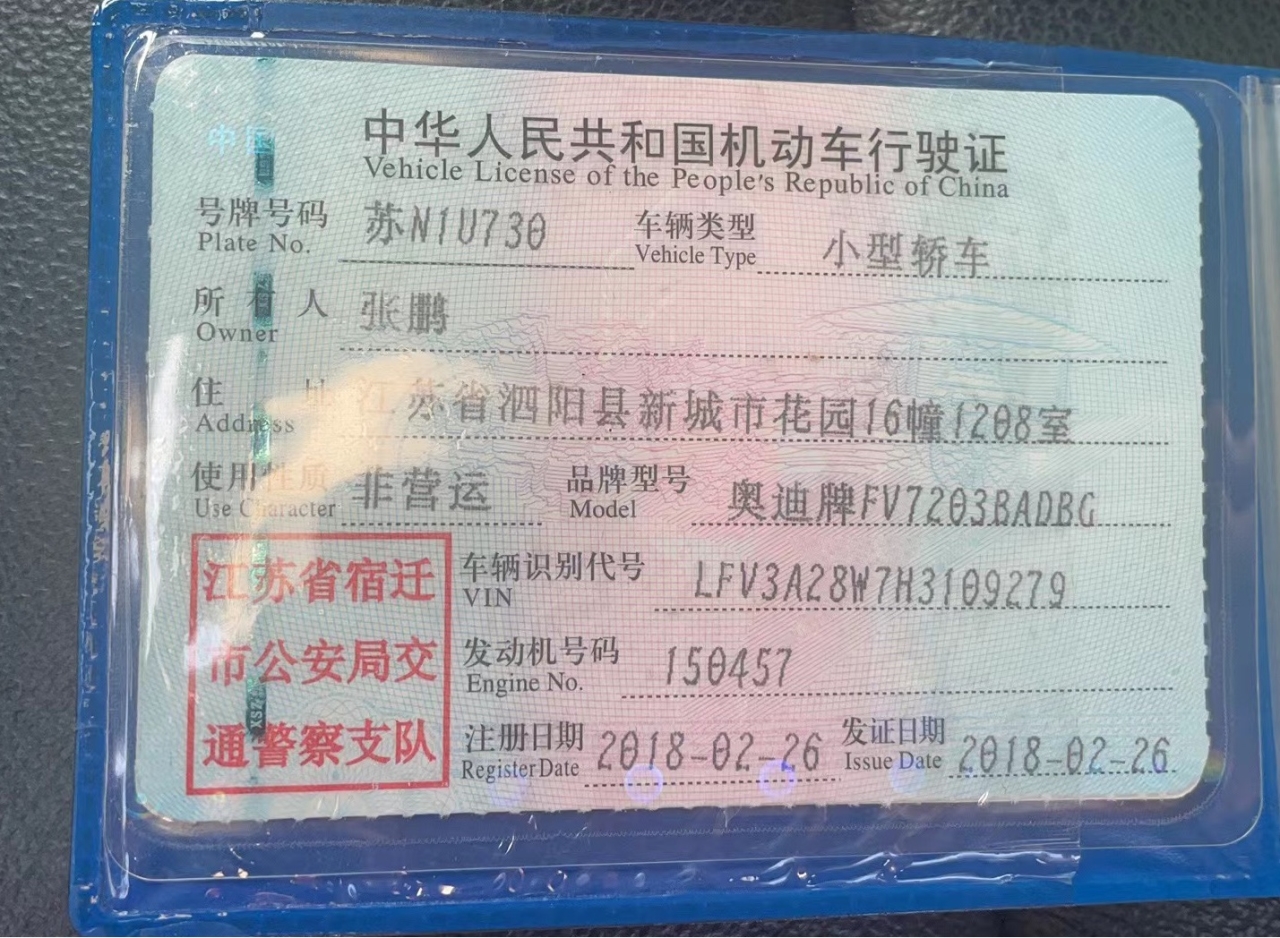 中国
中华人民共和国机动车行驶证
Vehicle License of the People's Republic of China
号牌号码 苏N1U730 车辆类型 小型轿车
Plate No. Vehicle Type
所有人 张鹏
Owner
住址 江苏省泗阳县新城市花园16幢1208室
Address
使用性质 非营运 品牌型号 奥迪牌FV7203BADBG
Use Character Model
车辆识别代号 LFV3A28W7H3109279
VIN
发动机号码 150457
Engine No.
注册日期 2018-02-26 发证日期 2018-02-26
Register Date Issue Date
江苏省宿迁
市公安局交
通警察支队
XSZ